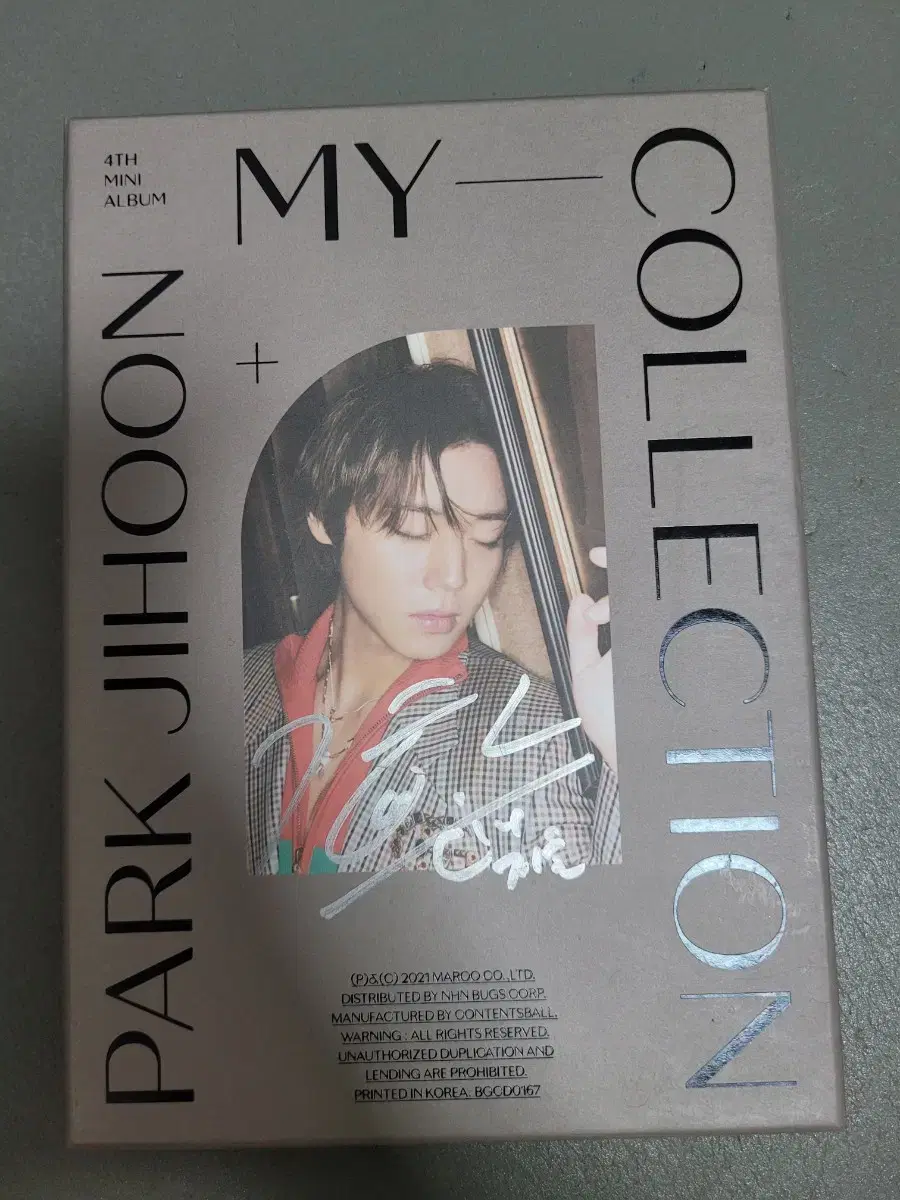 4TH
MINI
ALBUM
MY
COLLECTION
PARK JIHOON
(P)&(C) 2021 MAROO CO.,LTD.
DISTRIBUTED BY NHN BUGS CORP.
MANUFACTURED BY CONTENTSBALL.
WARNING : ALL RIGHTS RESERVED.
UNAUTHORIZED DUPLICATION AND
LENDING ARE PROHIBITED.
PRINTED IN KOREA. BGCD0167